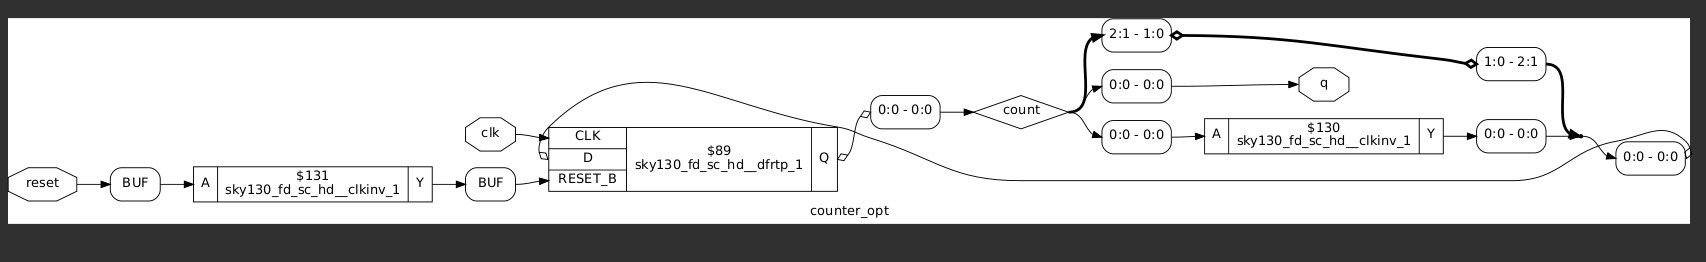 reset
BUF
A
$131
sky130_fd_sc_hd__clkinv_1
Y
BUF
clk
CLK
D
RESET_B
$89
sky130_fd_sc_hd__dfrtp_1
Q
0:0 - 0:0
count
2:1 - 1:0
0:0 - 0:0
0:0 - 0:0
q
A
$130
sky130_fd_sc_hd__clkinv_1
Y
1:0 - 2:1
0:0 - 0:0
0:0 - 0:0
counter_opt